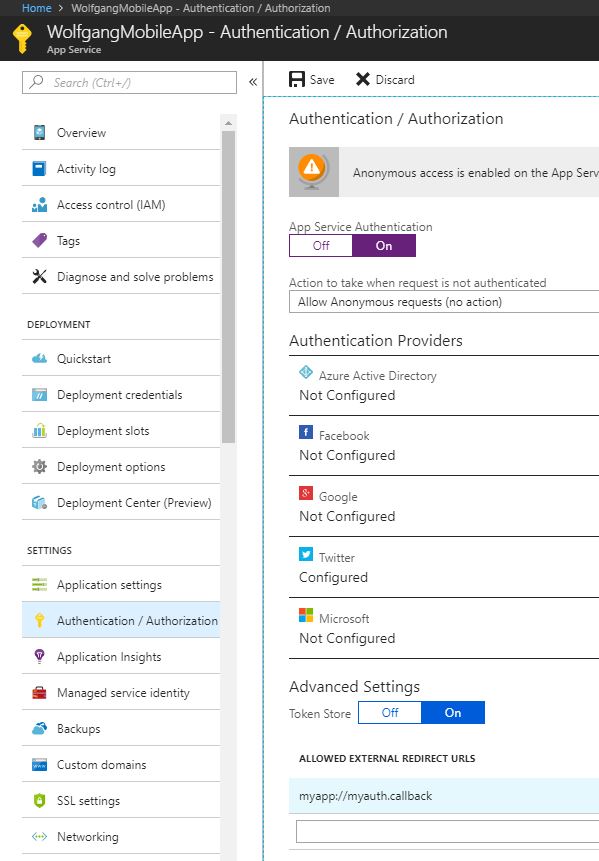 Home > WolfgangMobileApp - Authentication / Authorization
WolfgangMobileApp - Authentication / Authorization
App Service
Search (Ctrl+/)
«
Overview
Activity log
Access control (IAM)
Tags
Diagnose and solve problems
DEPLOYMENT
Quickstart
Deployment credentials
Deployment slots
Deployment options
Deployment Center (Preview)
SETTINGS
Application settings
Authentication / Authorization
Application Insights
Managed service identity
Backups
Custom domains
SSL settings
Networking
Save Discard
Authentication / Authorization
Anonymous access is enabled on the App Serv
App Service Authentication
Off On
Action to take when request is not authenticated
Allow Anonymous requests (no action)
Authentication Providers
Azure Active Directory
Not Configured
Facebook
Not Configured
Google
Not Configured
Twitter
Configured
Microsoft
Not Configured
Advanced Settings
Token Store Off On
ALLOWED EXTERNAL REDIRECT URLS
myapp://myauth.callback